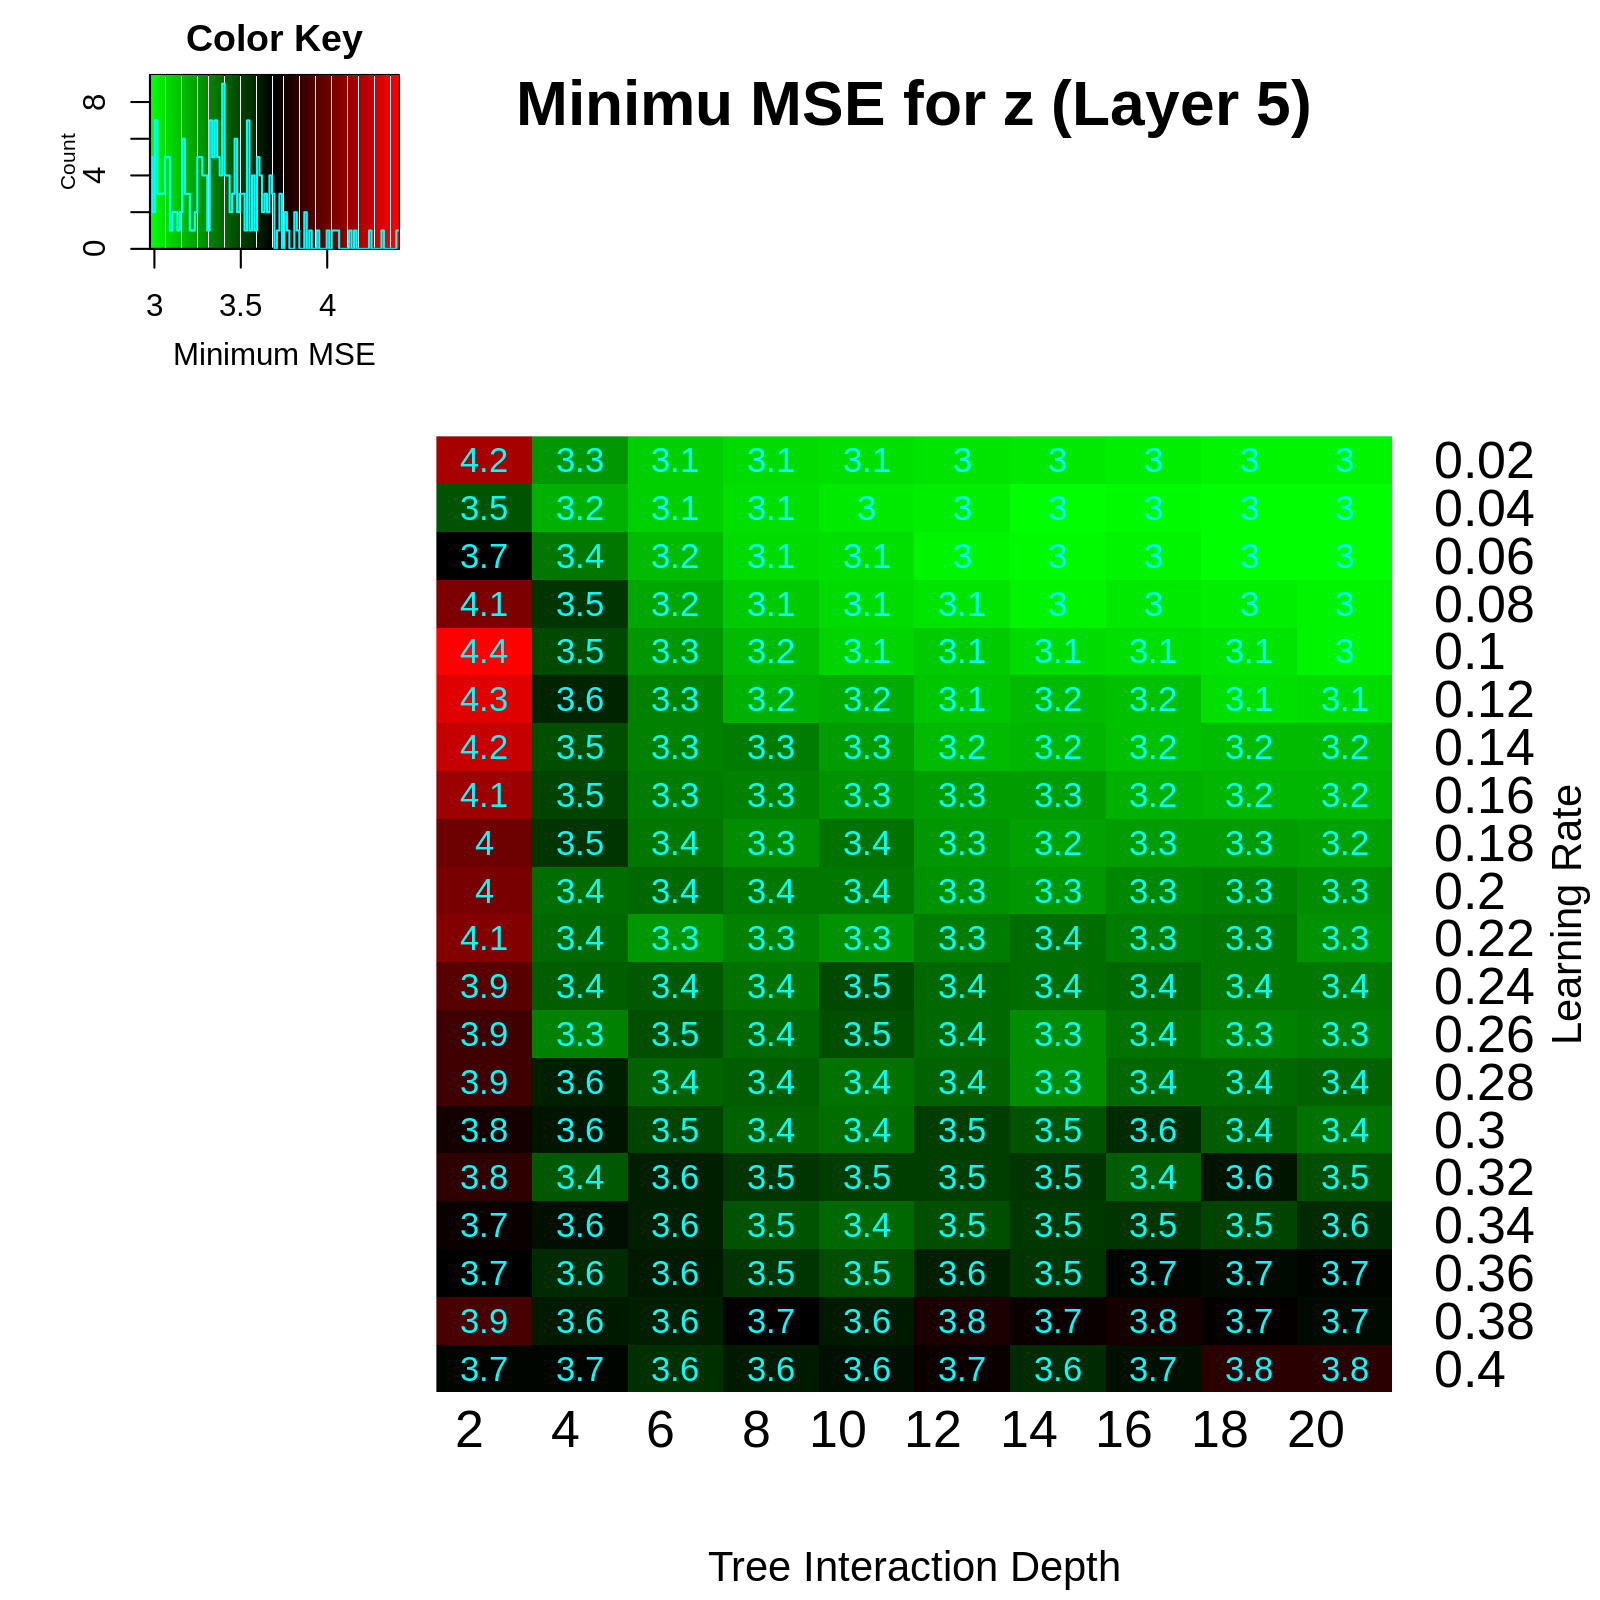 Color Key
Minimu MSE for z (Layer 5)
Count
0 4 8
3 3.5 4
Minimum MSE
4.2 3.3 3.1 3.1 3.1 3 3 3 3 3 0.02
3.5 3.2 3.1 3.1 3 3 3 3 3 3 0.04
3.7 3.4 3.2 3.1 3.1 3 3 3 3 3 0.06
4.1 3.5 3.2 3.1 3.1 3.1 3 3 3 3 0.08
4.4 3.5 3.3 3.2 3.1 3.1 3.1 3.1 3.1 3 0.1
4.3 3.6 3.3 3.2 3.2 3.1 3.2 3.2 3.1 3.1 0.12
4.2 3.5 3.3 3.3 3.3 3.2 3.2 3.2 3.2 3.2 0.14
4.1 3.5 3.3 3.3 3.3 3.3 3.3 3.2 3.2 3.2 0.16
4 3.5 3.4 3.3 3.4 3.3 3.2 3.3 3.3 3.2 0.18
4 3.4 3.4 3.4 3.4 3.3 3.3 3.3 3.3 3.3 0.2
4.1 3.4 3.3 3.3 3.3 3.3 3.4 3.3 3.3 3.3 0.22
3.9 3.4 3.4 3.4 3.5 3.4 3.4 3.4 3.4 3.4 0.24
3.9 3.3 3.5 3.4 3.5 3.4 3.3 3.4 3.3 3.3 0.26
3.9 3.6 3.4 3.4 3.4 3.4 3.3 3.4 3.4 3.4 0.28
3.8 3.6 3.5 3.4 3.4 3.5 3.5 3.6 3.4 3.4 0.3
3.8 3.4 3.6 3.5 3.5 3.5 3.5 3.4 3.6 3.5 0.32
3.7 3.6 3.6 3.5 3.4 3.5 3.5 3.5 3.5 3.6 0.34
3.7 3.6 3.6 3.5 3.5 3.6 3.5 3.7 3.7 3.7 0.36
3.9 3.6 3.6 3.7 3.6 3.8 3.7 3.8 3.7 3.7 0.38
3.7 3.7 3.6 3.6 3.6 3.7 3.6 3.7 3.8 3.8 0.4
Learning Rate
2 4 6 8 10 12 14 16 18 20
Tree Interaction Depth